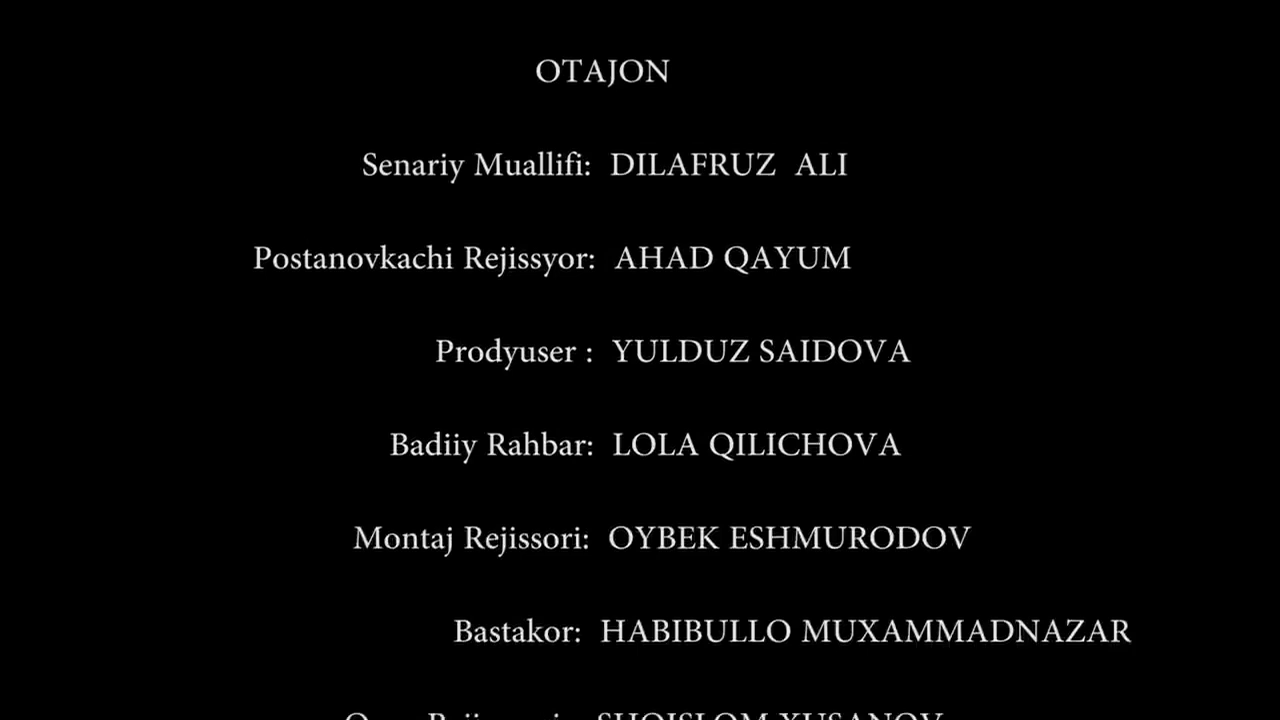 OTAJON
Senariy Muallifi: DILAFRUZ ALI
Postanovkachi Rejissyor: AHAD QAYUM
Prodyuser : YULDUZ SAIDOVA
Badiiy Rahbar: LOLA QILICHOVA
Montaj Rejissori: OYBEK ESHMURODOV
Bastakor: HABIBULLO MUXAMMADNAZAR